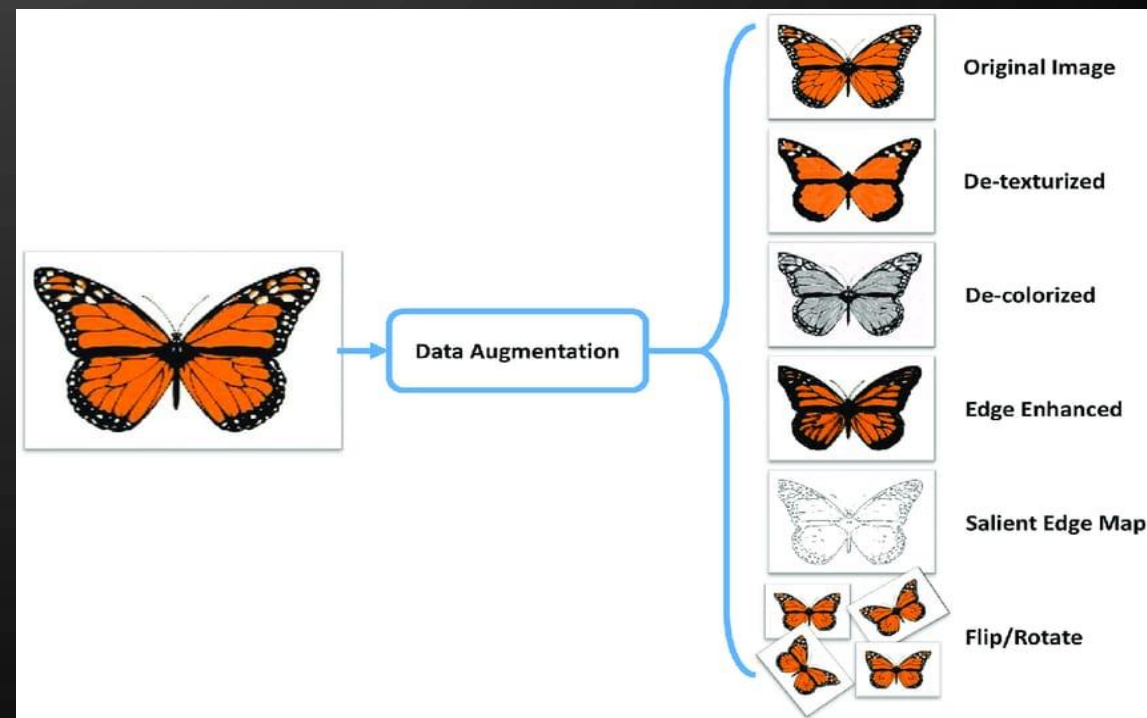 Original Image
De-texturized
De-colorized
Data Augmentation
Edge Enhanced
Salient Edge Map
Flip/Rotate